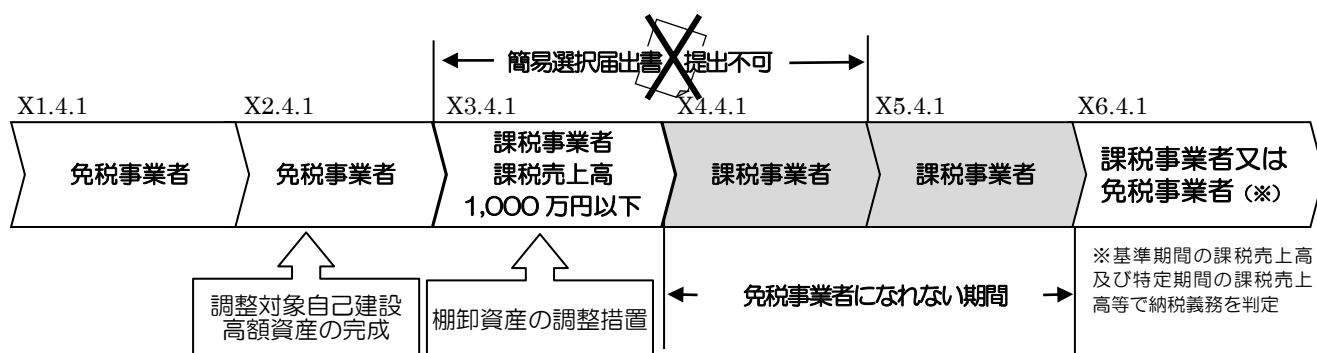 簡易選択届出書 提出不可
X1.4.1 X2.4.1 X3.4.1 X4.4.1 X5.4.1 X6.4.1
免税事業者
免税事業者
課税事業者
課税売上高
1,000 万円以下
課税事業者
課税事業者
課税事業者又は
免税事業者(※)
調整対象自己建設
高額資産の完成
棚卸資産の調整措置
免税事業者になれない期間
※基準期間の課税売上高
及び特定期間の課税売上
高等で納税義務を判定